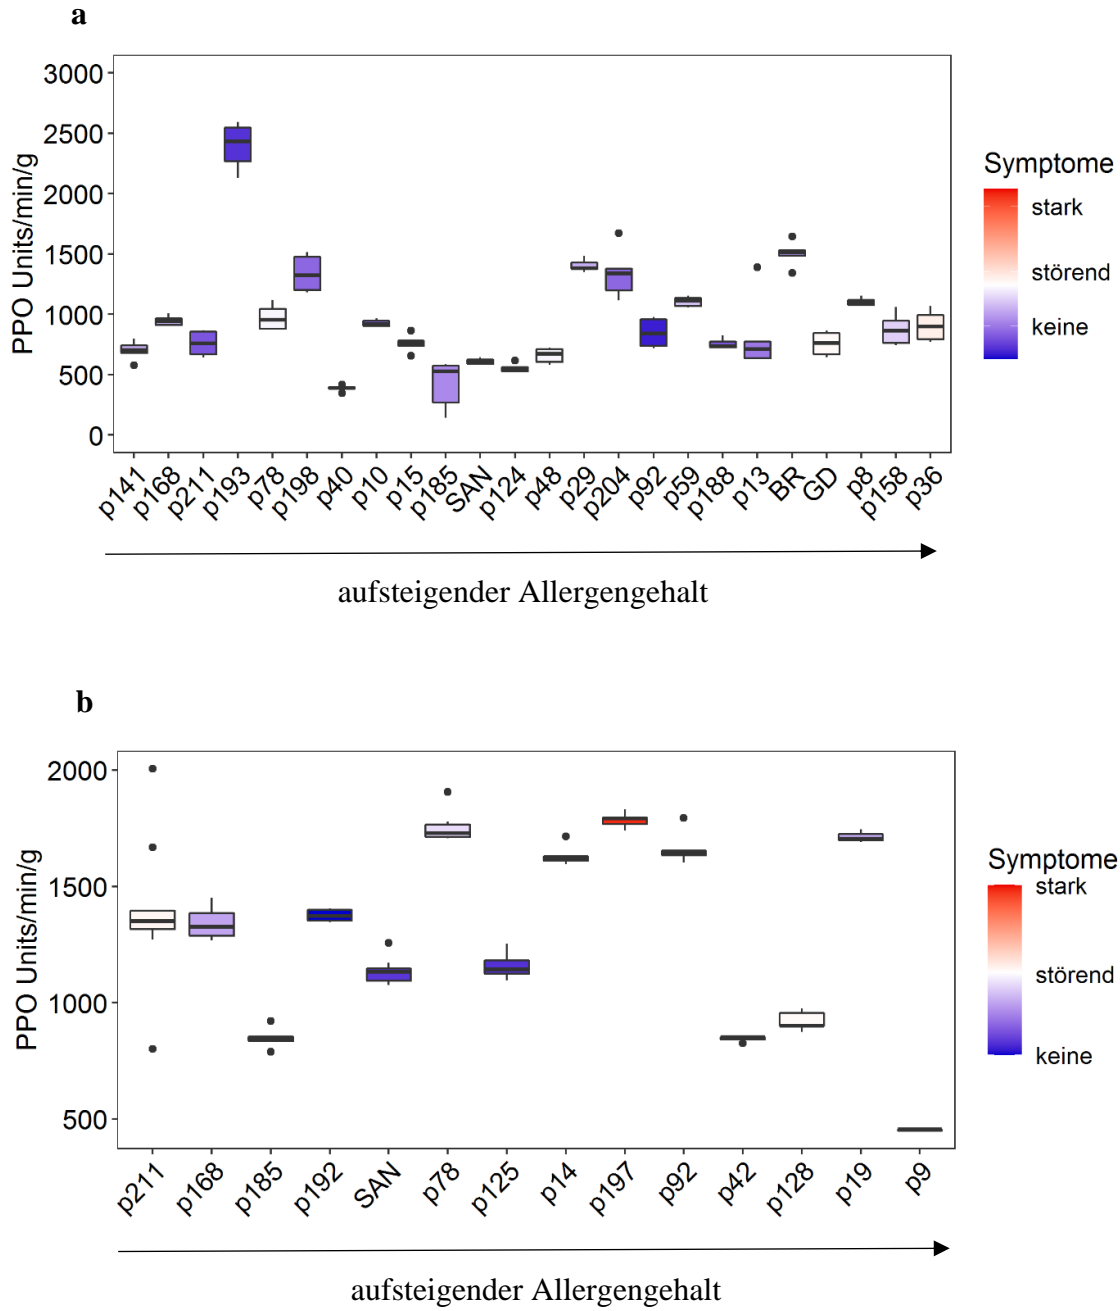 a
3000
2500
2000
1500
1000
500
0
PPO Units/min/g
p141 p168 p211 p193 p78 p198 p40 p10 p15 p185 SAN p124 p48 p29 p204 p92 p59 p188 p13 BR GD p8 p158 p36
aufsteigender Allergengehalt
Symptome
stark
störend
keine
b
2000
1500
1000
500
PPO Units/min/g
p211 p168 p185 p192 SAN p78 p125 p14 p197 p92 p42 p128 p19 p9
aufsteigender Allergengehalt
Symptome
stark
störend
keine